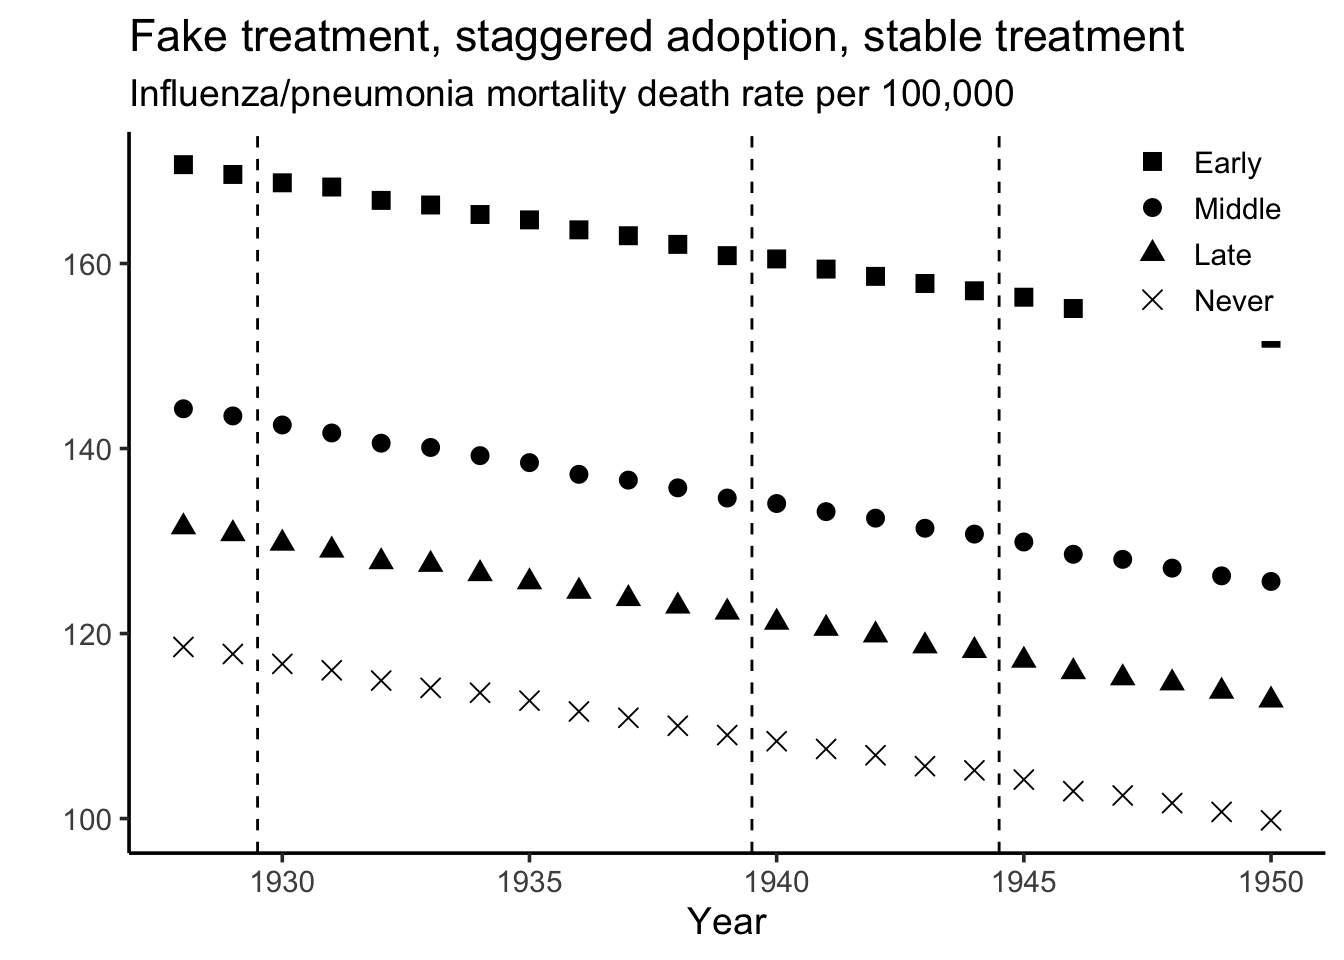 Fake treatment, staggered adoption, stable treatment
Influenza/pneumonia mortality death rate per 100,000
Early
Middle
Late
Never
160
140
120
100
1930 1935 1940 1945 1950
Year